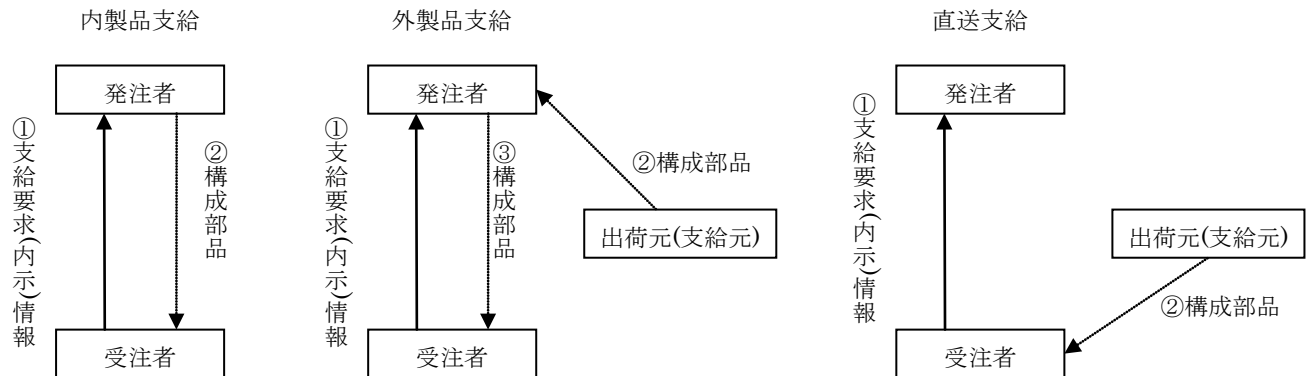 内製品支給
発注者
①支給要求(内示)情報
②構成部品
受注者
外製品支給
発注者
①支給要求(内示)情報
③構成部品
②構成部品
出荷元(支給元)
受注者
直送支給
発注者
①支給要求(内示)情報
出荷元(支給元)
②構成部品
受注者